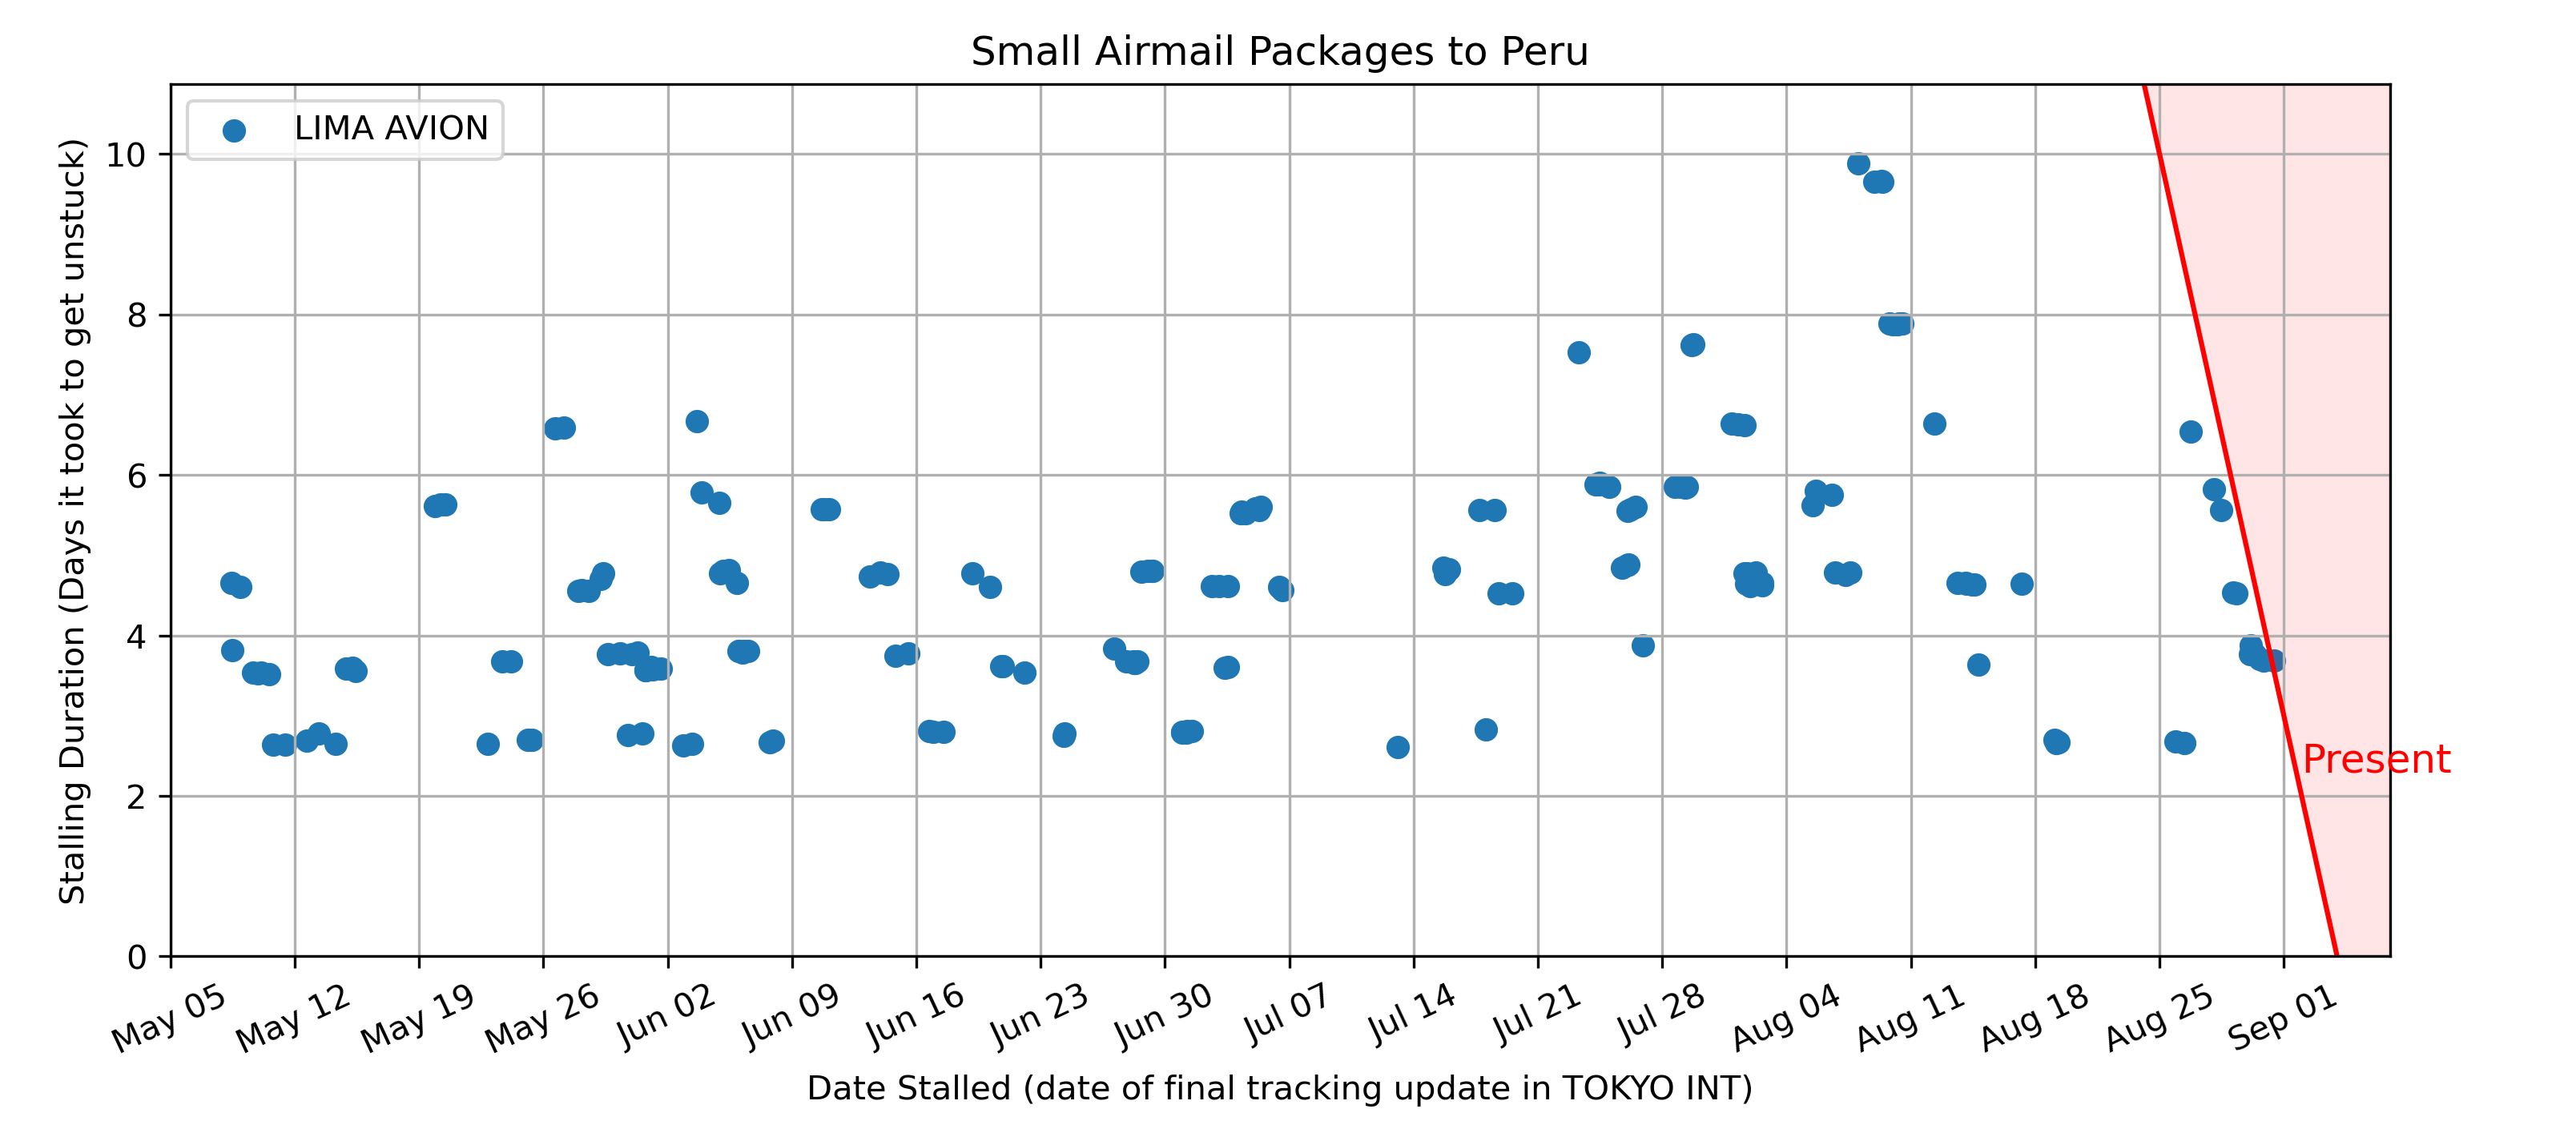 Small Airmail Packages to Peru
LIMA AVION
Stalling Duration (Days it took to get unstuck)
10
8
6
4
2
0
Present
May 05
May 12
May 19
May 26
Jun 02
Jun 09
Jun 16
Jun 23
Jun 30
Jul 07
Jul 14
Jul 21
Jul 28
Aug 04
Aug 11
Aug 18
Aug 25
Sep 01
Date Stalled (date of final tracking update in TOKYO INT)